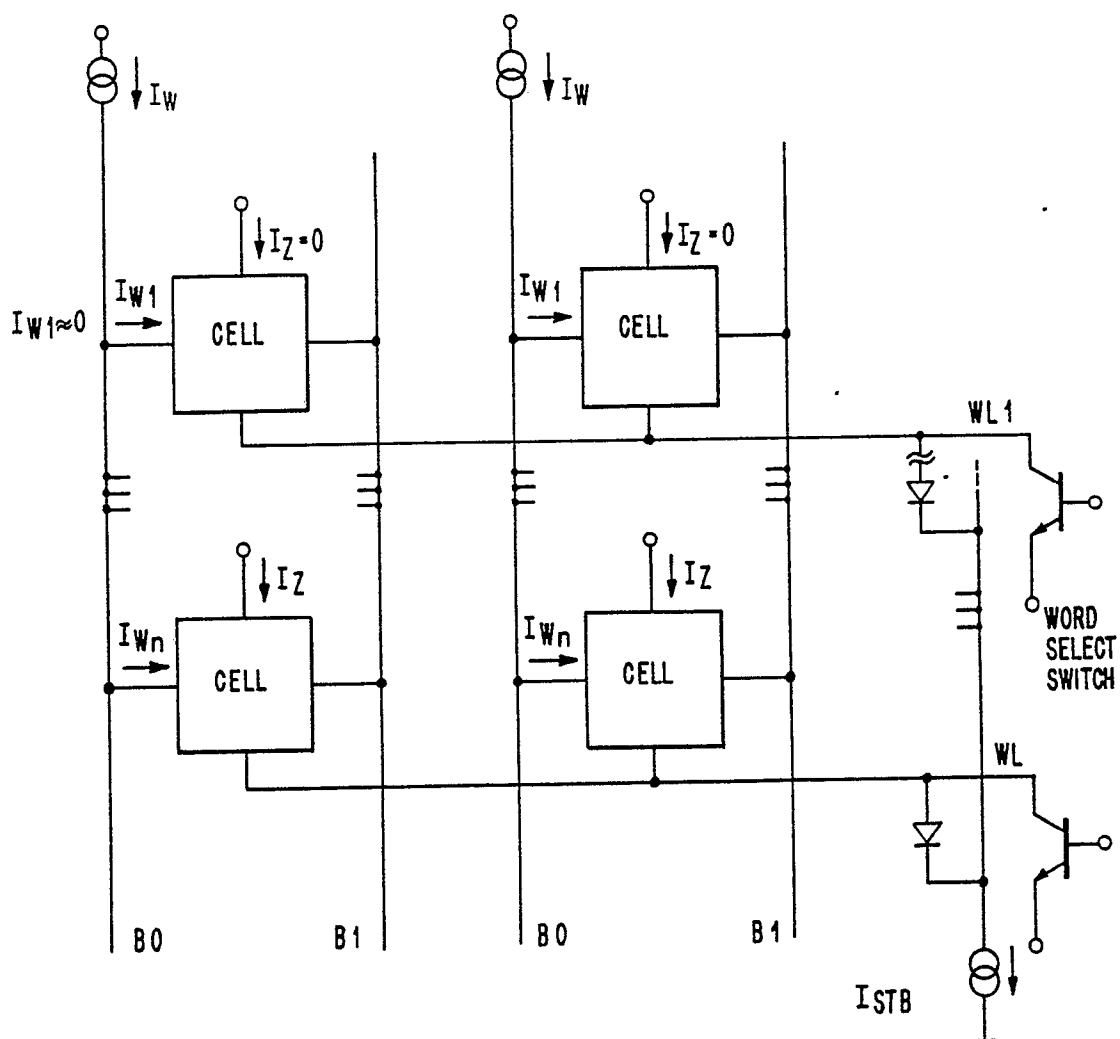 IW
IW
IZ=0
IZ=0
IW1
IW1
IW1≈0
CELL
CELL
WL1
IZ
IZ
IWn
IWn
WORD
SELECT
SWITCH
CELL
CELL
WL
B0
B1
B0
B1
ISTB